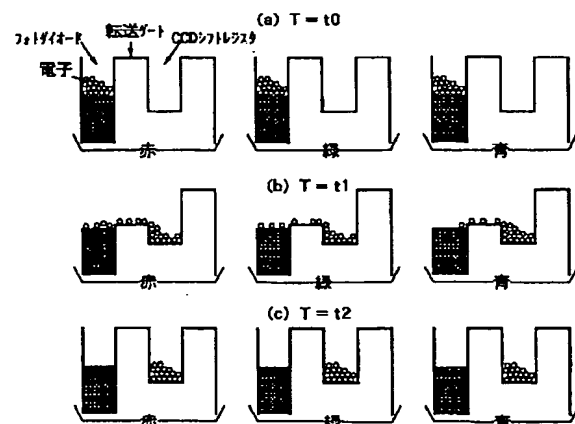 (a) T = t0
フォトダイオード 転送ゲート CCDシフトレジスタ
電子
赤 緑 青
(b) T = t1
赤 緑 青
(c) T = t2
赤 緑 青